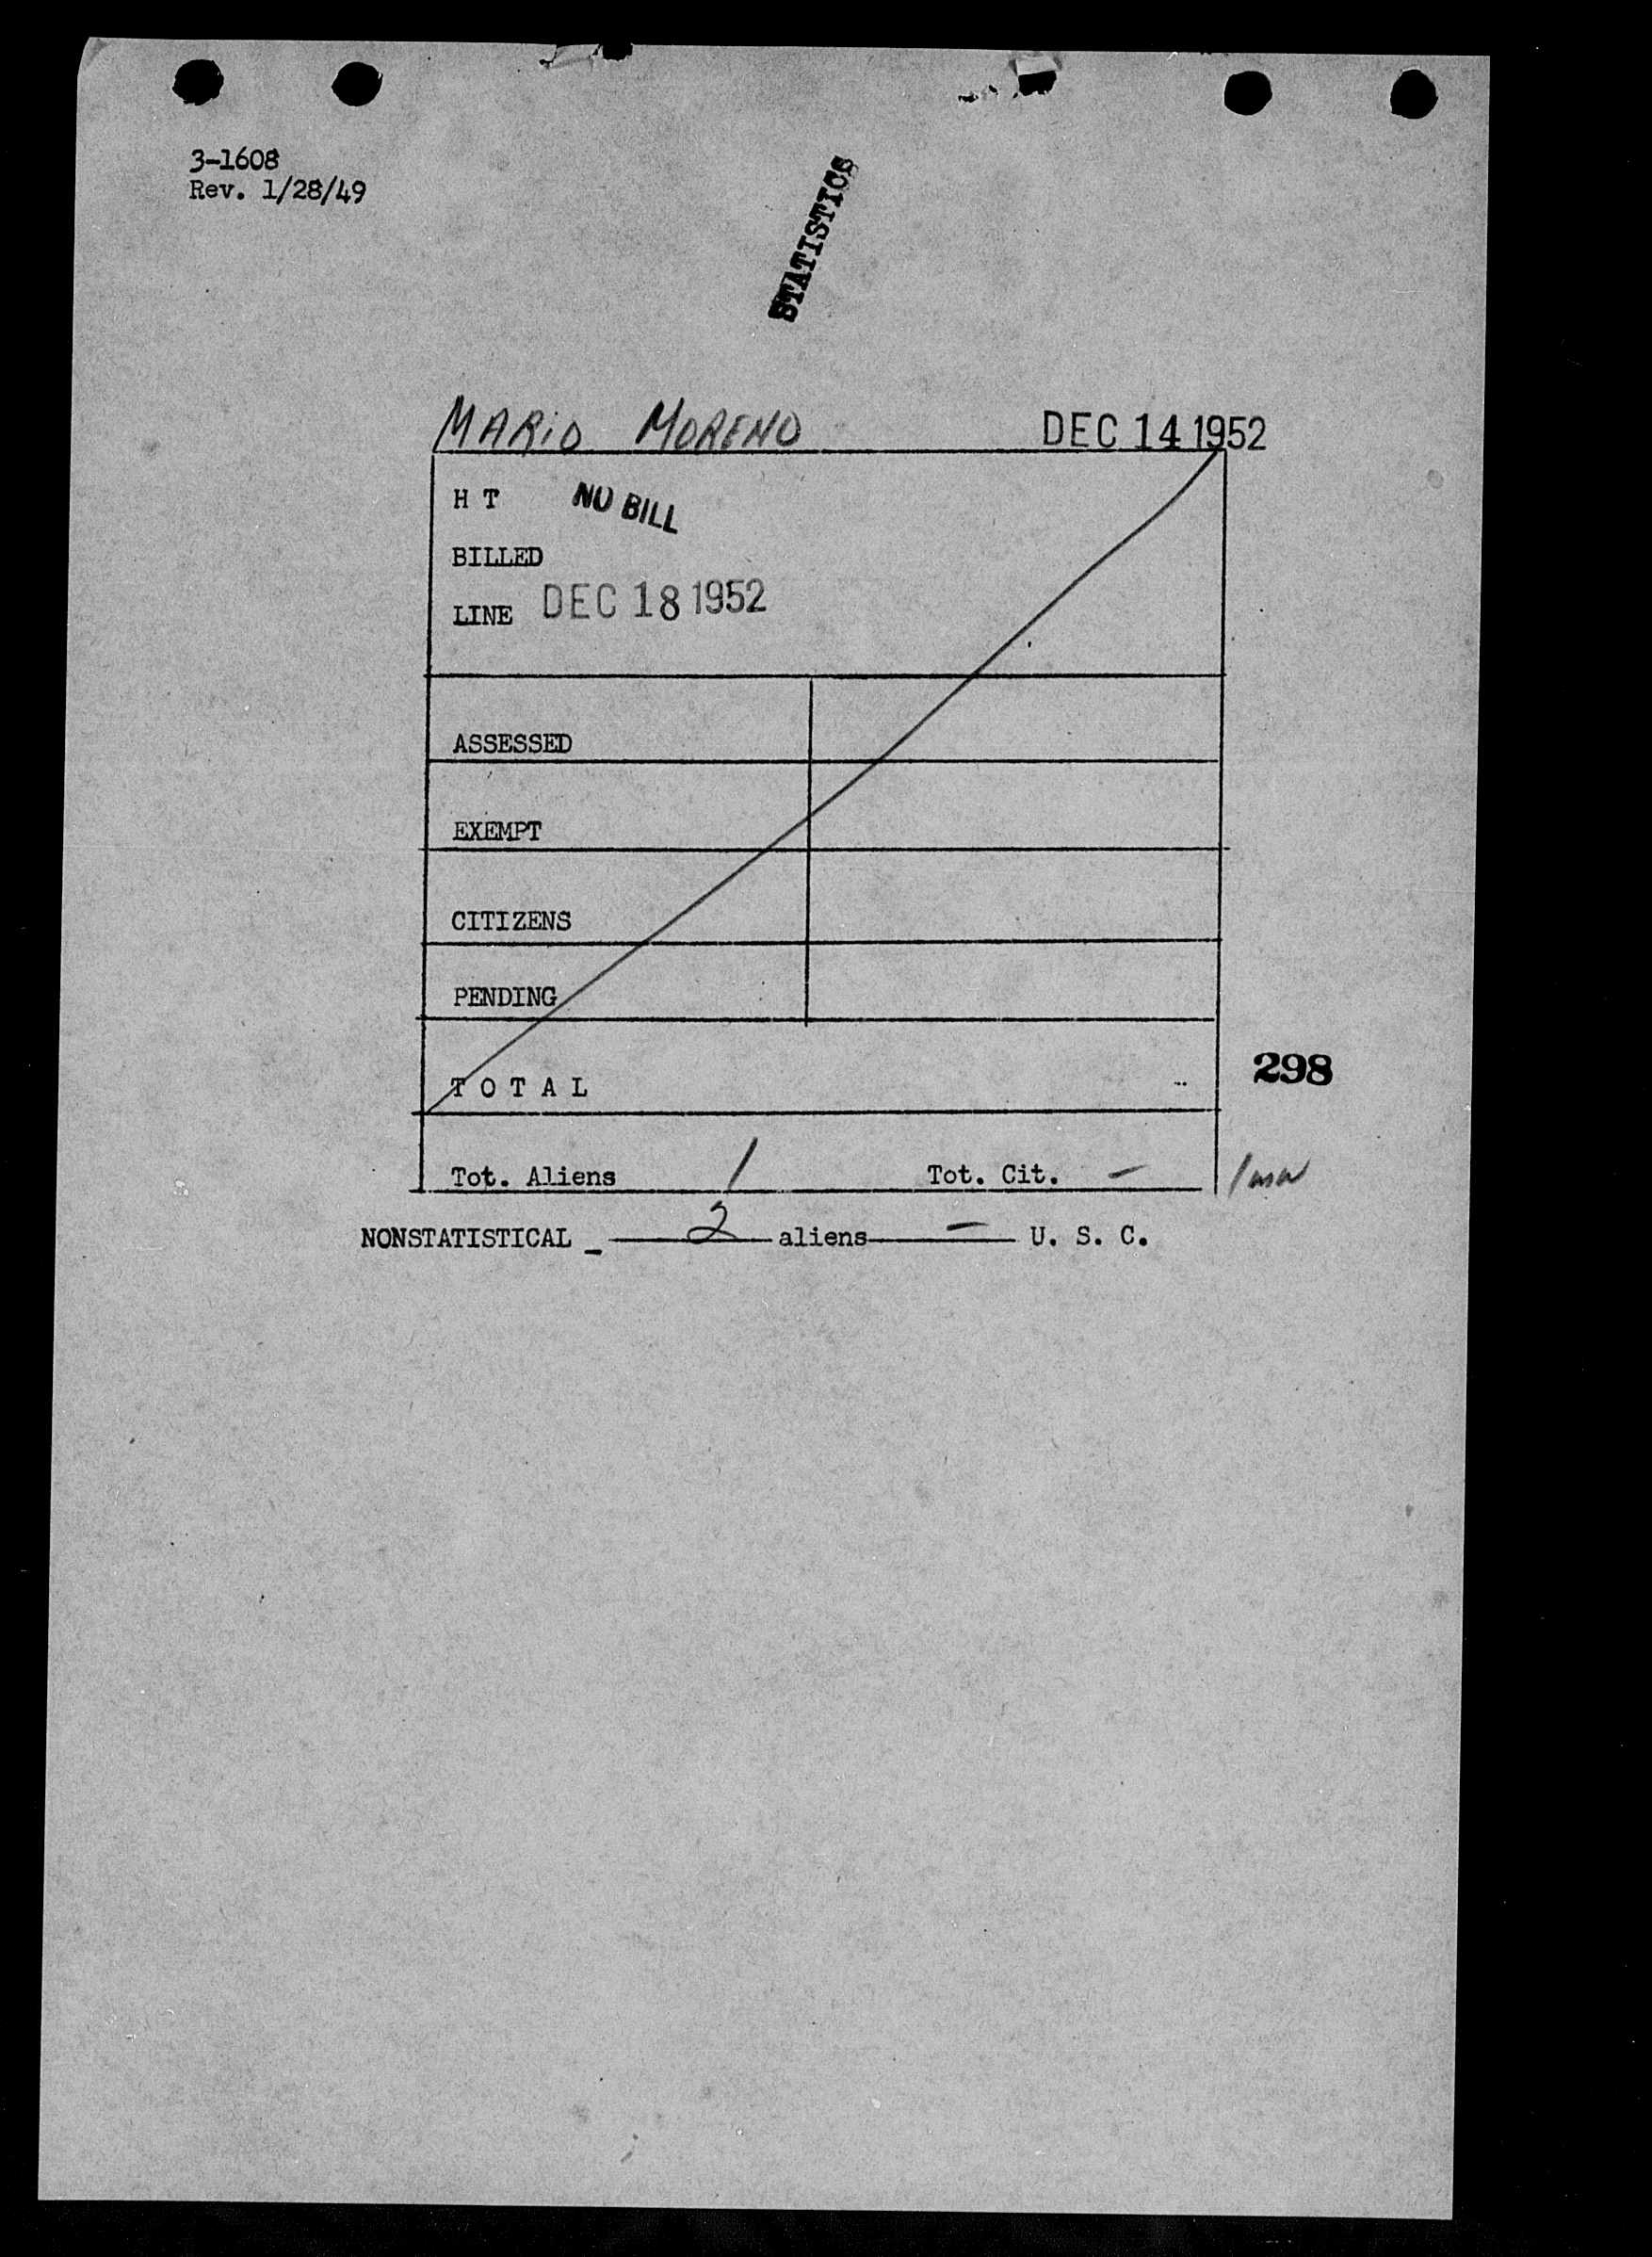 3-1608
Rev. 1/28/49
STATISTICS
MARIO MORENO DEC 14 1952
H T NO BILL
BILLED
LINE DEC 18 1952
ASSESSED
EXEMPT
CITIZENS
PENDING
T O T A L
298
Tot. Aliens 1 Tot. Cit. –
NONSTATISTICAL - 2 aliens – U. S. C.